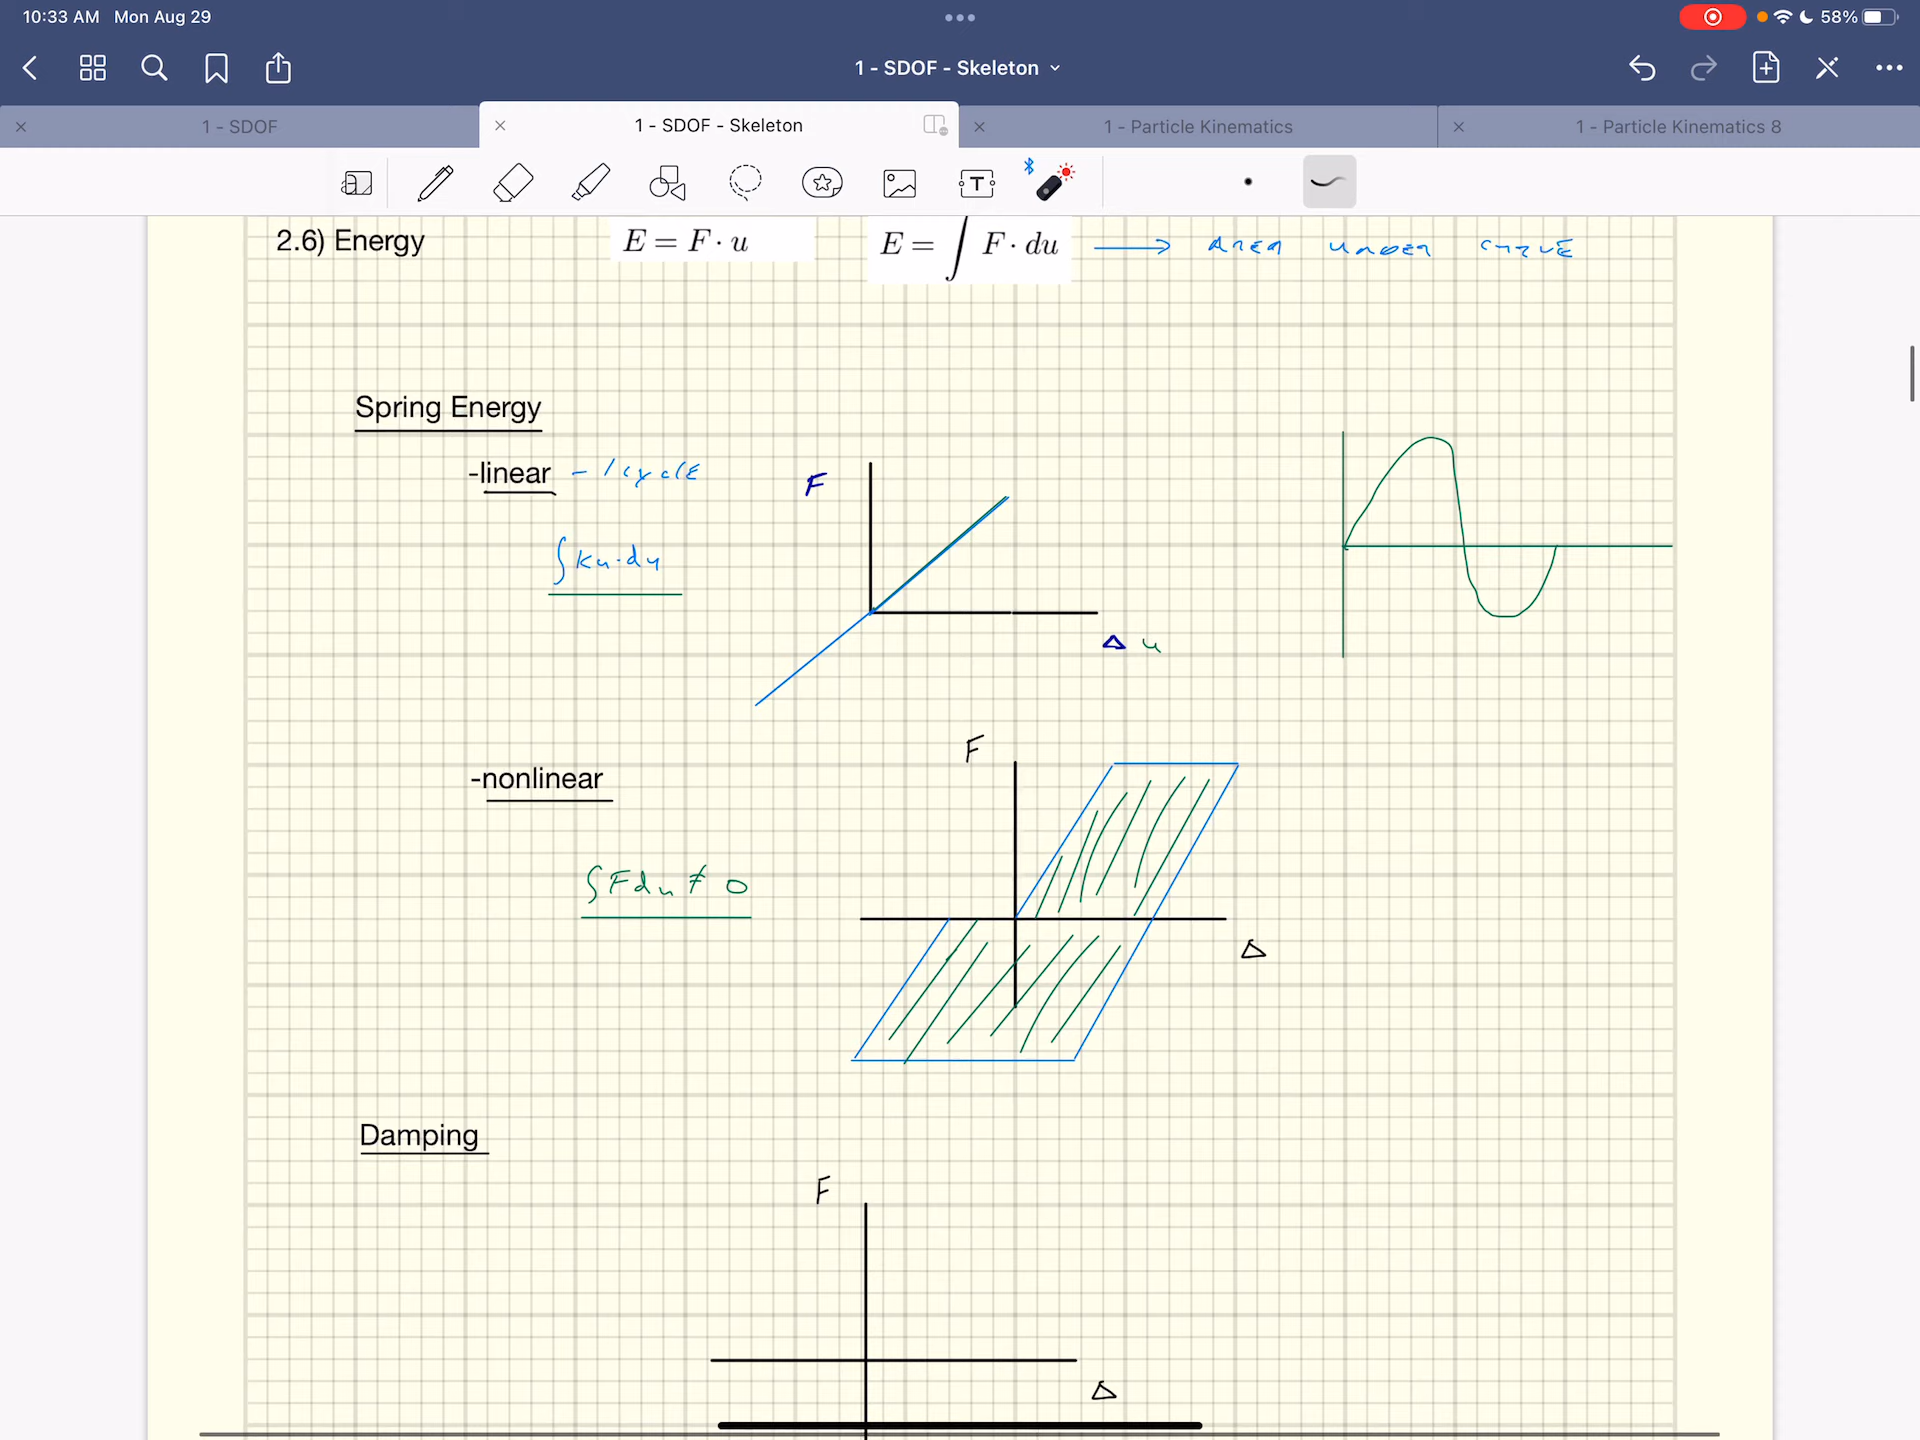 10:33 AM Mon Aug 29
58%
1 - SDOF - Skeleton
1 - SDOF
1 - SDOF - Skeleton
1 - Particle Kinematics
1 - Particle Kinematics 8
T
2.6) Energy E = F · u E = ∫ F · du → AREA UNDER CURVE
Spring Energy
-linear - 1 cycle
F
∫ku·du
Δ u
F
-nonlinear
∫Fdu ≠ 0
Δ
Damping
F
Δ